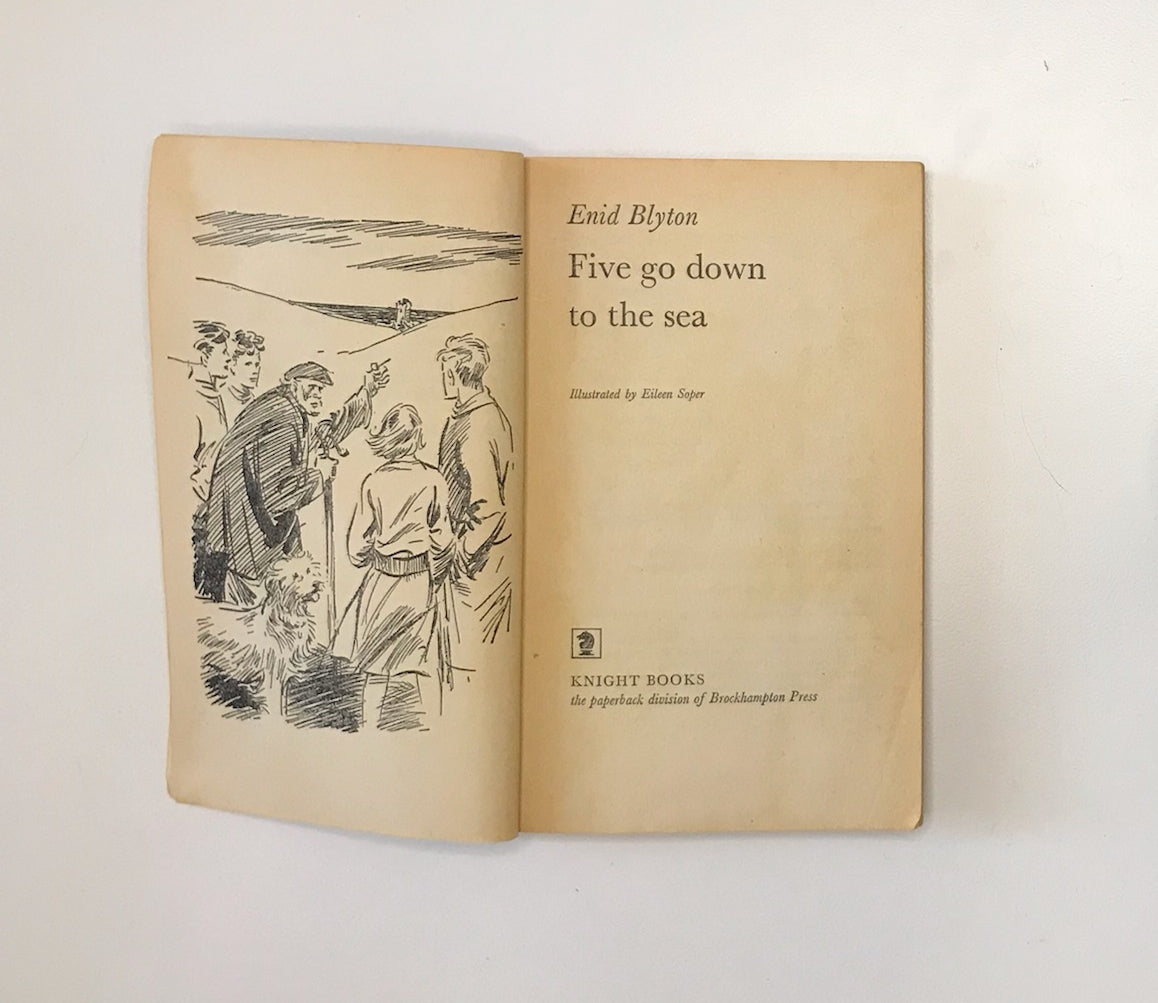 Enid Blyton
Five go down
to the sea
Illustrated by Eileen Soper
KNIGHT BOOKS
the paperback division of Brockhampton Press